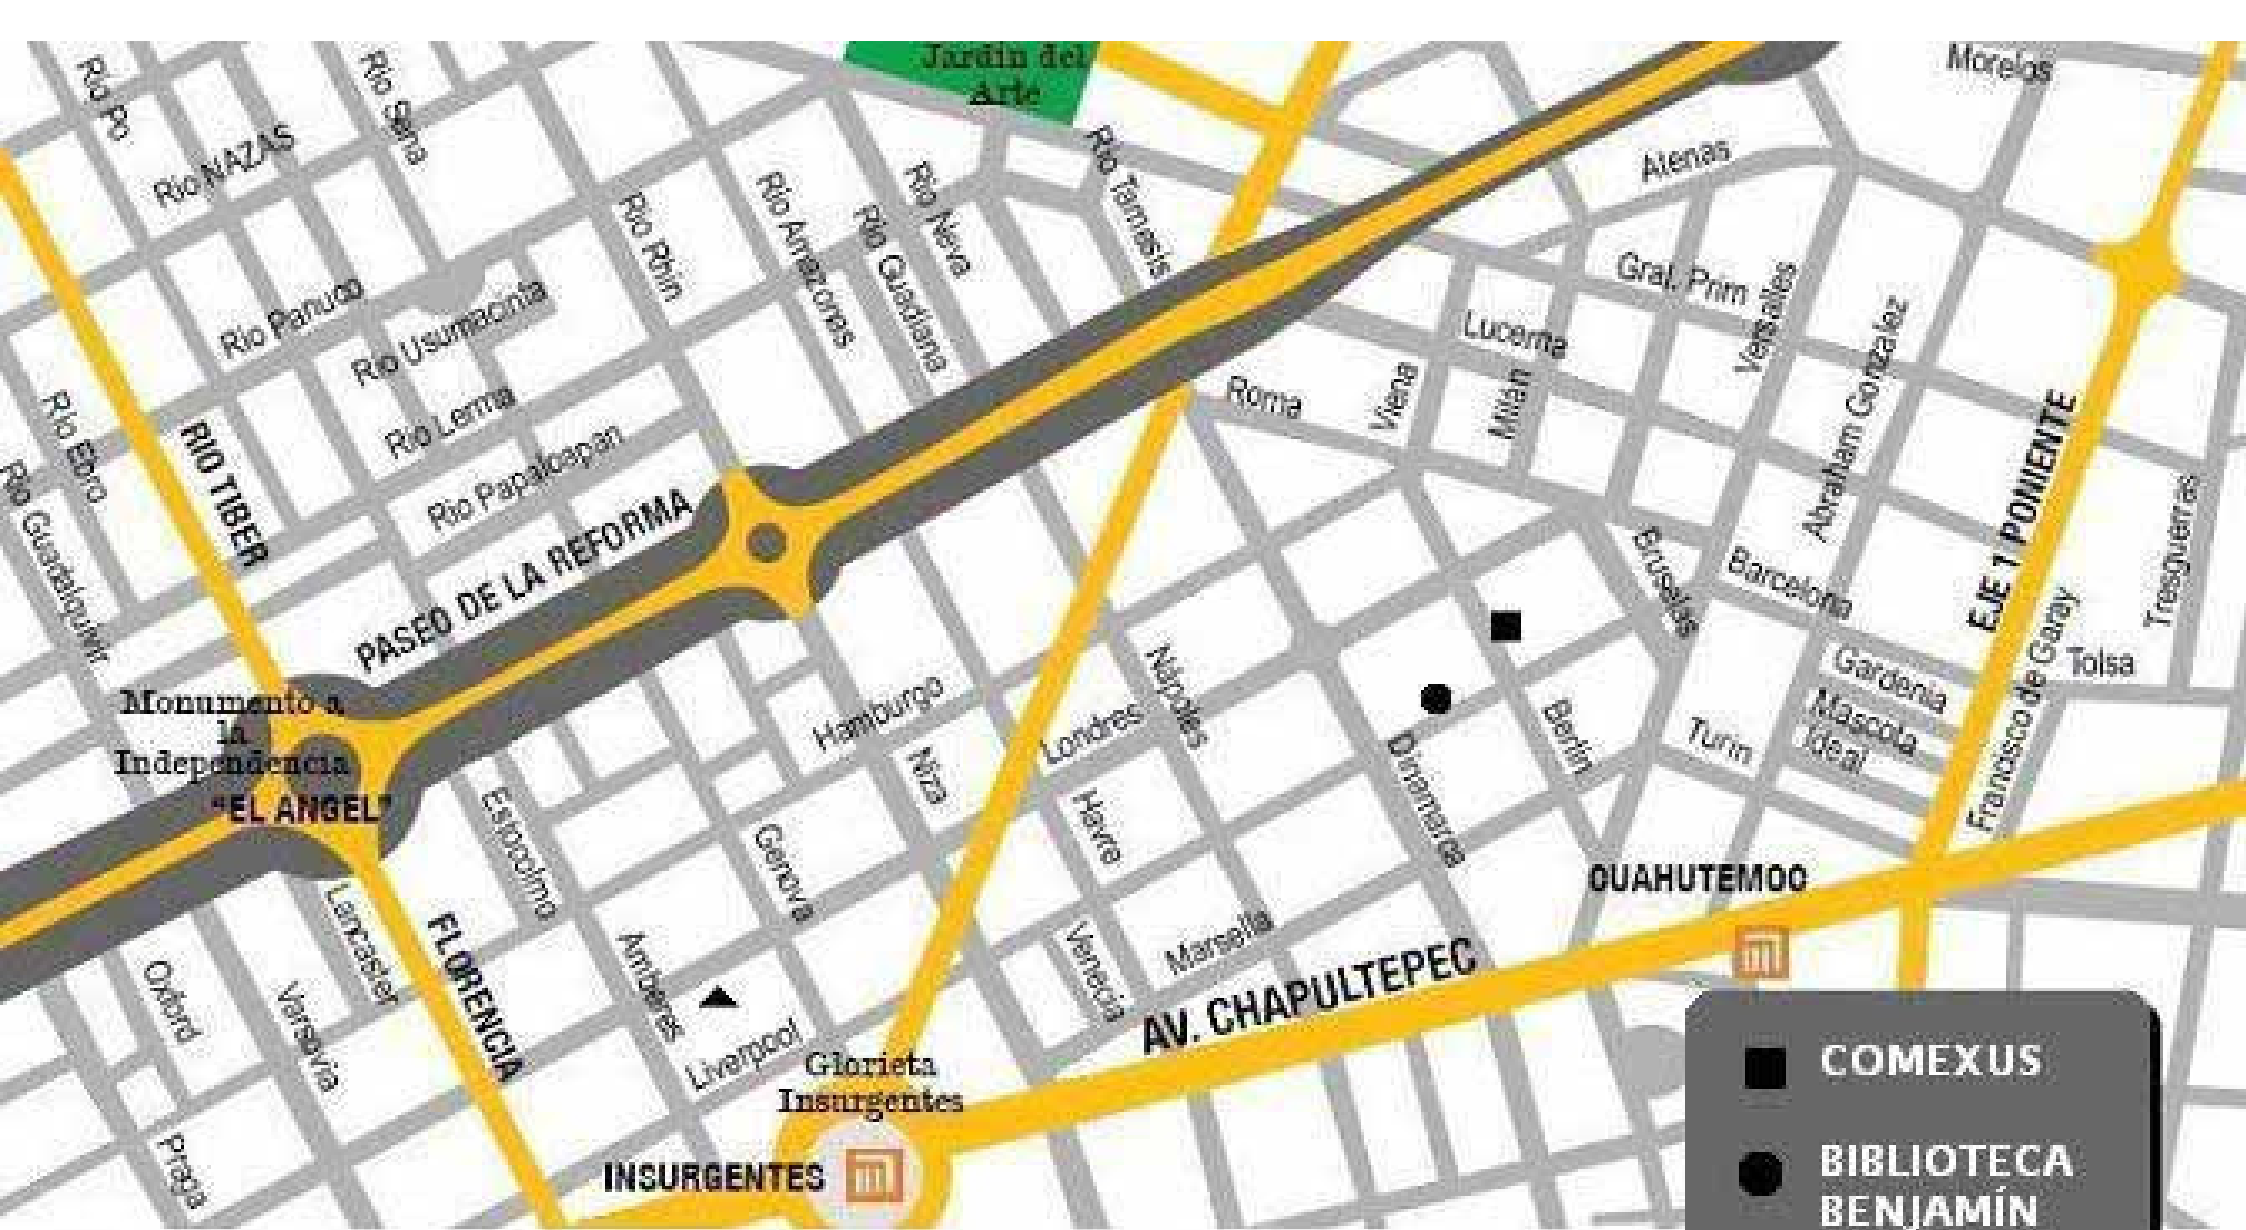 Jardin del
Arte
Morelos
Rio Po
Rio Sena
Rio NAZAS
Rio Tamesis
Atenas
Rio Neva
Rio Amazonas
Rio Rhin
Rio Guadiana
Rio Panuco
Rio Usumacinta
Gral. Prim
Versalles
Lucerna
Abraham Gonzalez
Rio Ebro
Rio Lerma
Roma
Viena
Milan
Rio Guadalquivir
RIO TIBER
Rio Papaloapan
EJE 1 PONIENTE
Tresguerras
PASEO DE LA REFORMA
Bruselas
Barcelona
Francisco de Garay
Tolsa
Gardenia
Mascota
Ideal
Monumento a
la
Independencia
"EL ANGEL"
Hamburgo
Londres
Napoles
Niza
Berlin
Dinamarca
Turin
Estocolmo
Genova
Havre
CUAHUTEMOC
Lancaster
FLORENCIA
Amberes
Venecia
Marsella
Oxford
Varsovia
Liverpool
AV. CHAPULTEPEC
Glorieta
Insurgentes
Praga
INSURGENTES
COMEXUS
BIBLIOTECA
BENJAMÍN